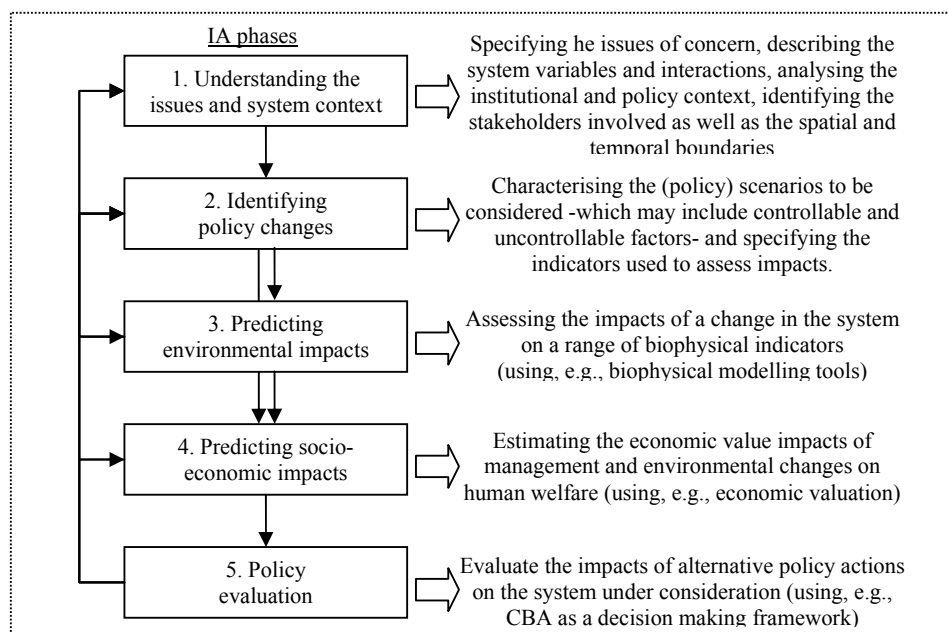 IA phases
1. Understanding the
issues and system context
Specifying he issues of concern, describing the
system variables and interactions, analysing the
institutional and policy context, identifying the
stakeholders involved as well as the spatial and
temporal boundaries
2. Identifying
policy changes
Characterising the (policy) scenarios to be
considered -which may include controllable and
uncontrollable factors- and specifying the
indicators used to assess impacts.
3. Predicting
environmental impacts
Assessing the impacts of a change in the system
on a range of biophysical indicators
(using, e.g., biophysical modelling tools)
4. Predicting socio-
economic impacts
Estimating the economic value impacts of
management and environmental changes on
human welfare (using, e.g., economic valuation)
5. Policy
evaluation
Evaluate the impacts of alternative policy actions
on the system under consideration (using, e.g.,
CBA as a decision making framework)